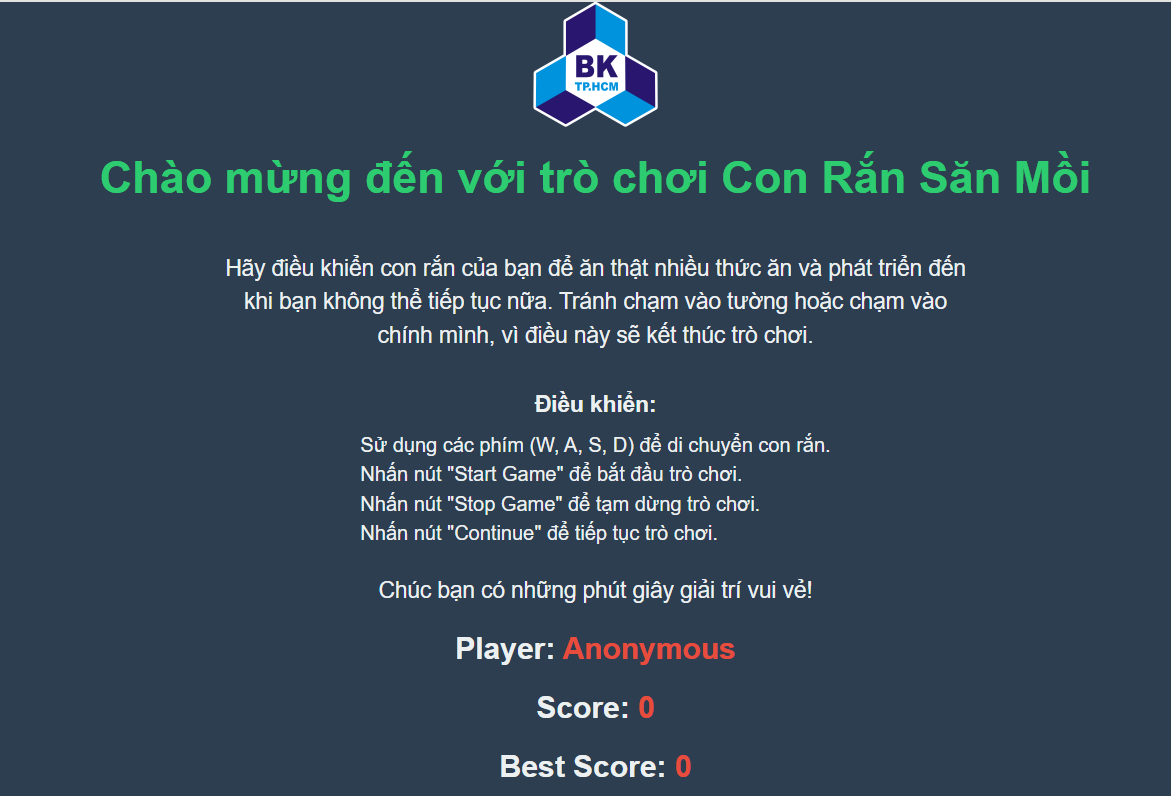 BK
TP.HCM
Chào mừng đến với trò chơi Con Rắn Săn Mồi
Hãy điều khiển con rắn của bạn để ăn thật nhiều thức ăn và phát triển đến
khi bạn không thể tiếp tục nữa. Tránh chạm vào tường hoặc chạm vào
chính mình, vì điều này sẽ kết thúc trò chơi.
Điều khiển:
Sử dụng các phím (W, A, S, D) để di chuyển con rắn.
Nhấn nút "Start Game" để bắt đầu trò chơi.
Nhấn nút "Stop Game" để tạm dừng trò chơi.
Nhấn nút "Continue" để tiếp tục trò chơi.
Chúc bạn có những phút giây giải trí vui vẻ!
Player: Anonymous
Score: 0
Best Score: 0